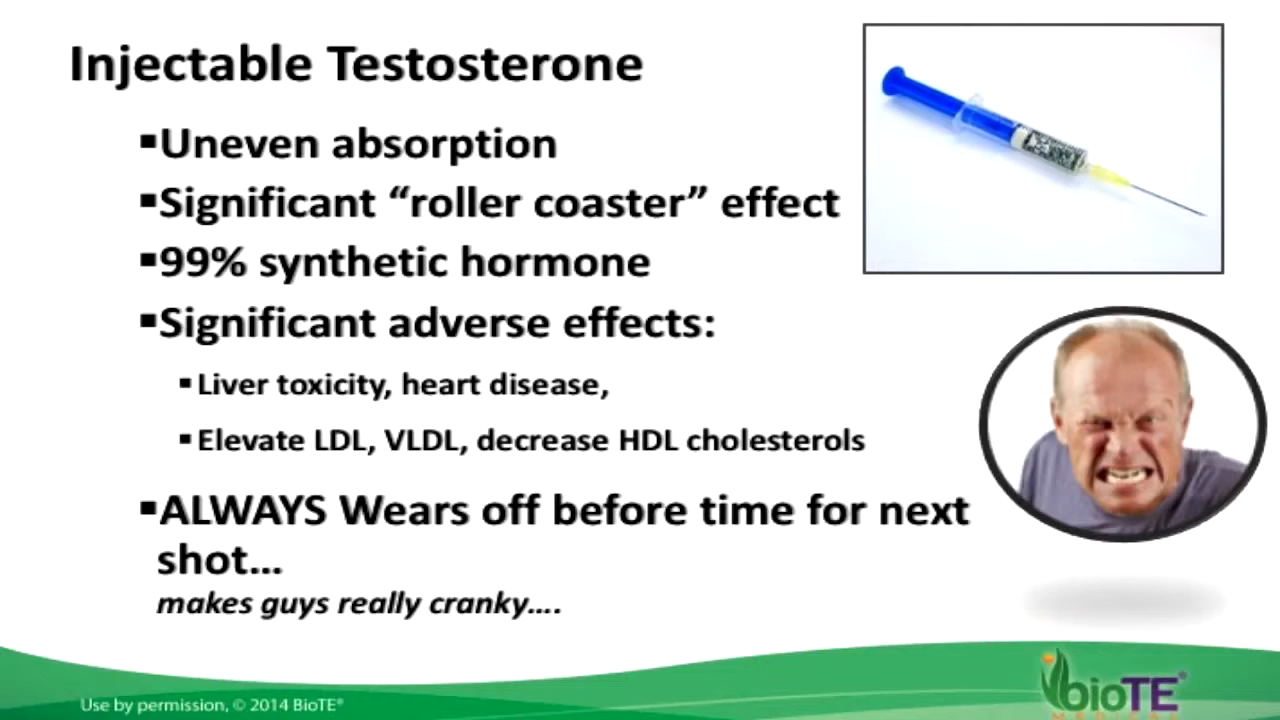 Injectable Testosterone
▪Uneven absorption
▪Significant “roller coaster” effect
▪99% synthetic hormone
▪Significant adverse effects:
▪Liver toxicity, heart disease,
▪Elevate LDL, VLDL, decrease HDL cholesterols
▪ALWAYS Wears off before time for next
shot...
makes guys really cranky....
Use by permission, © 2014 BioTE®
bioTE®
MEDICAL